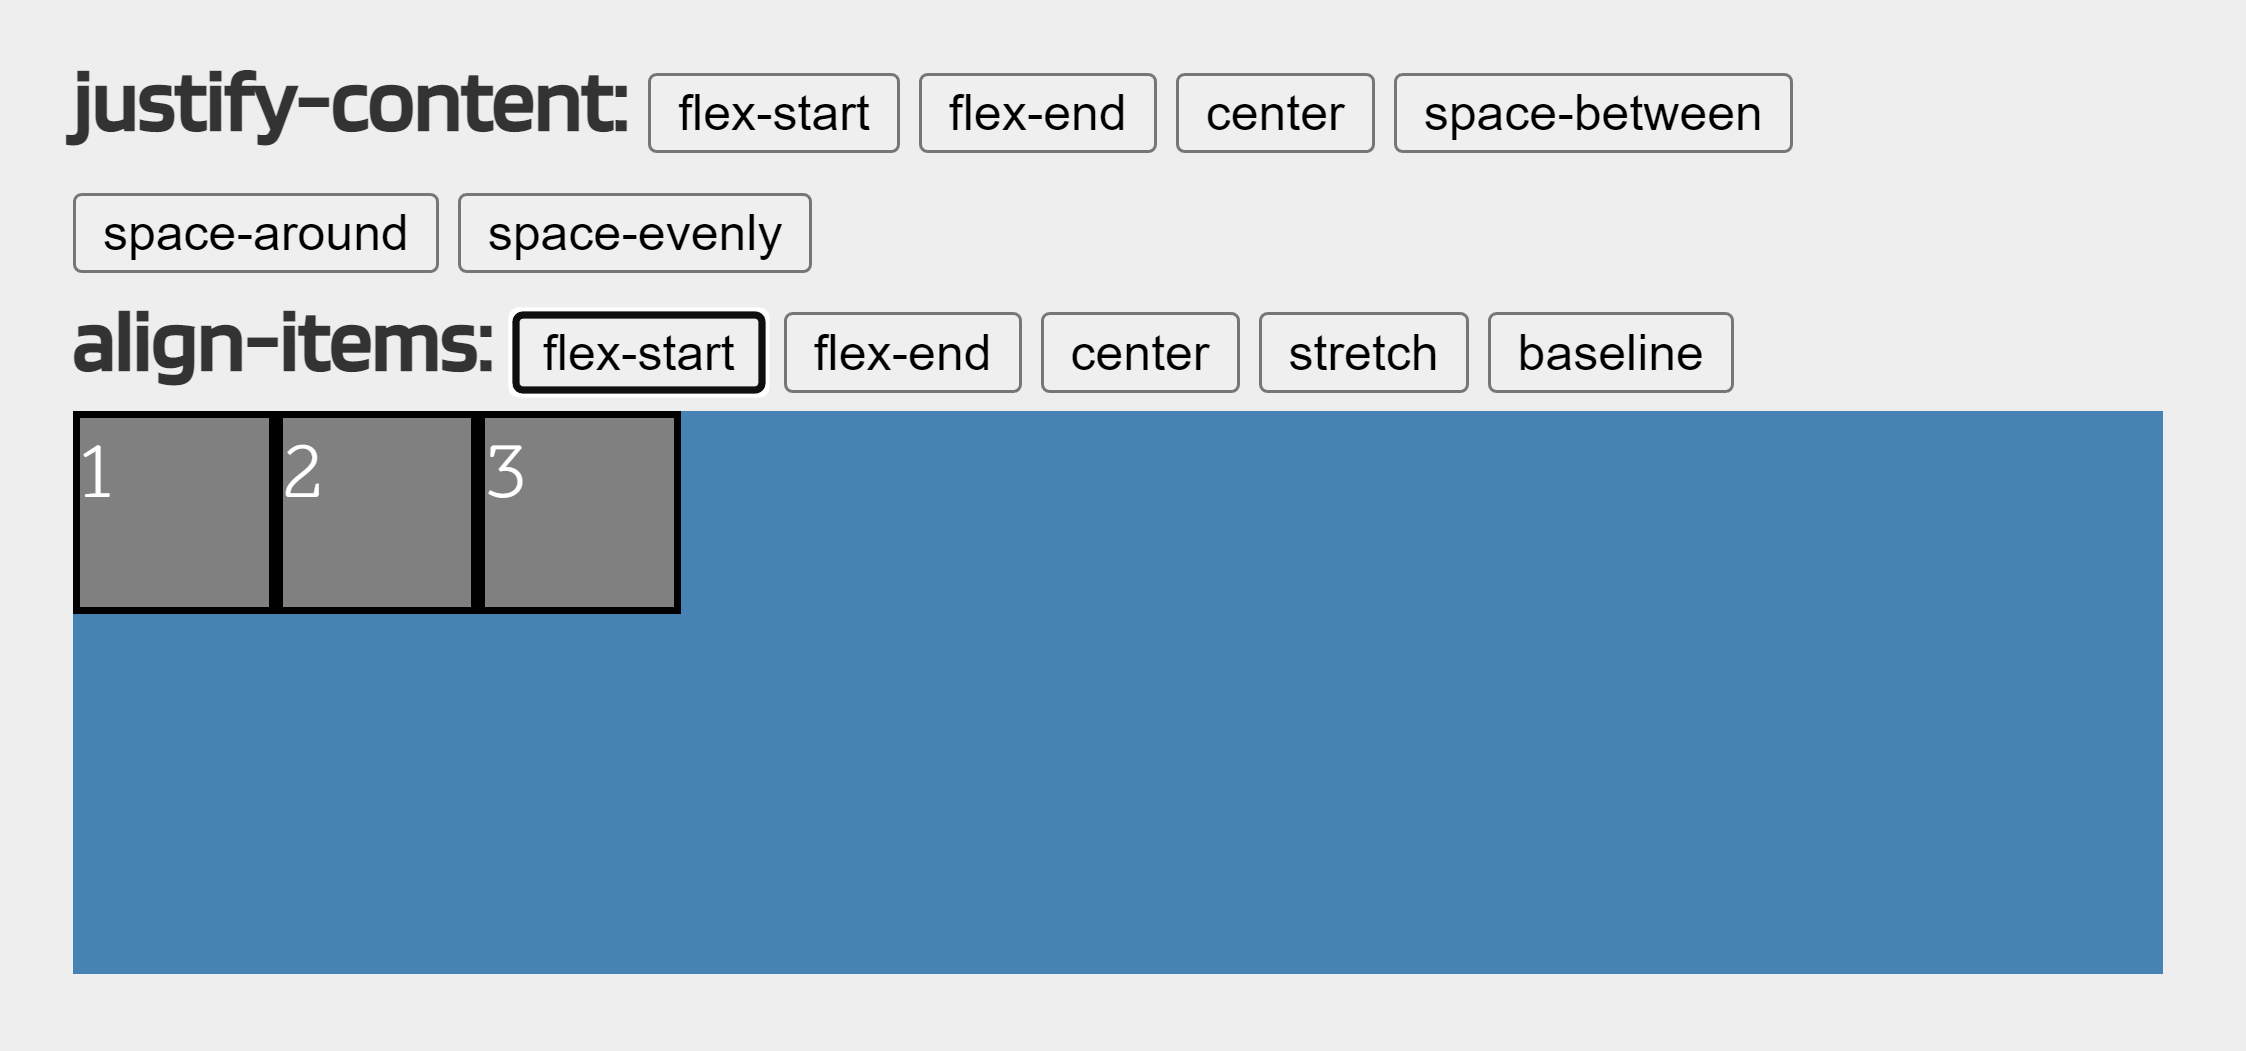 justify-content: flex-start flex-end center space-between
space-around space-evenly
align-items: flex-start flex-end center stretch baseline
1 2 3